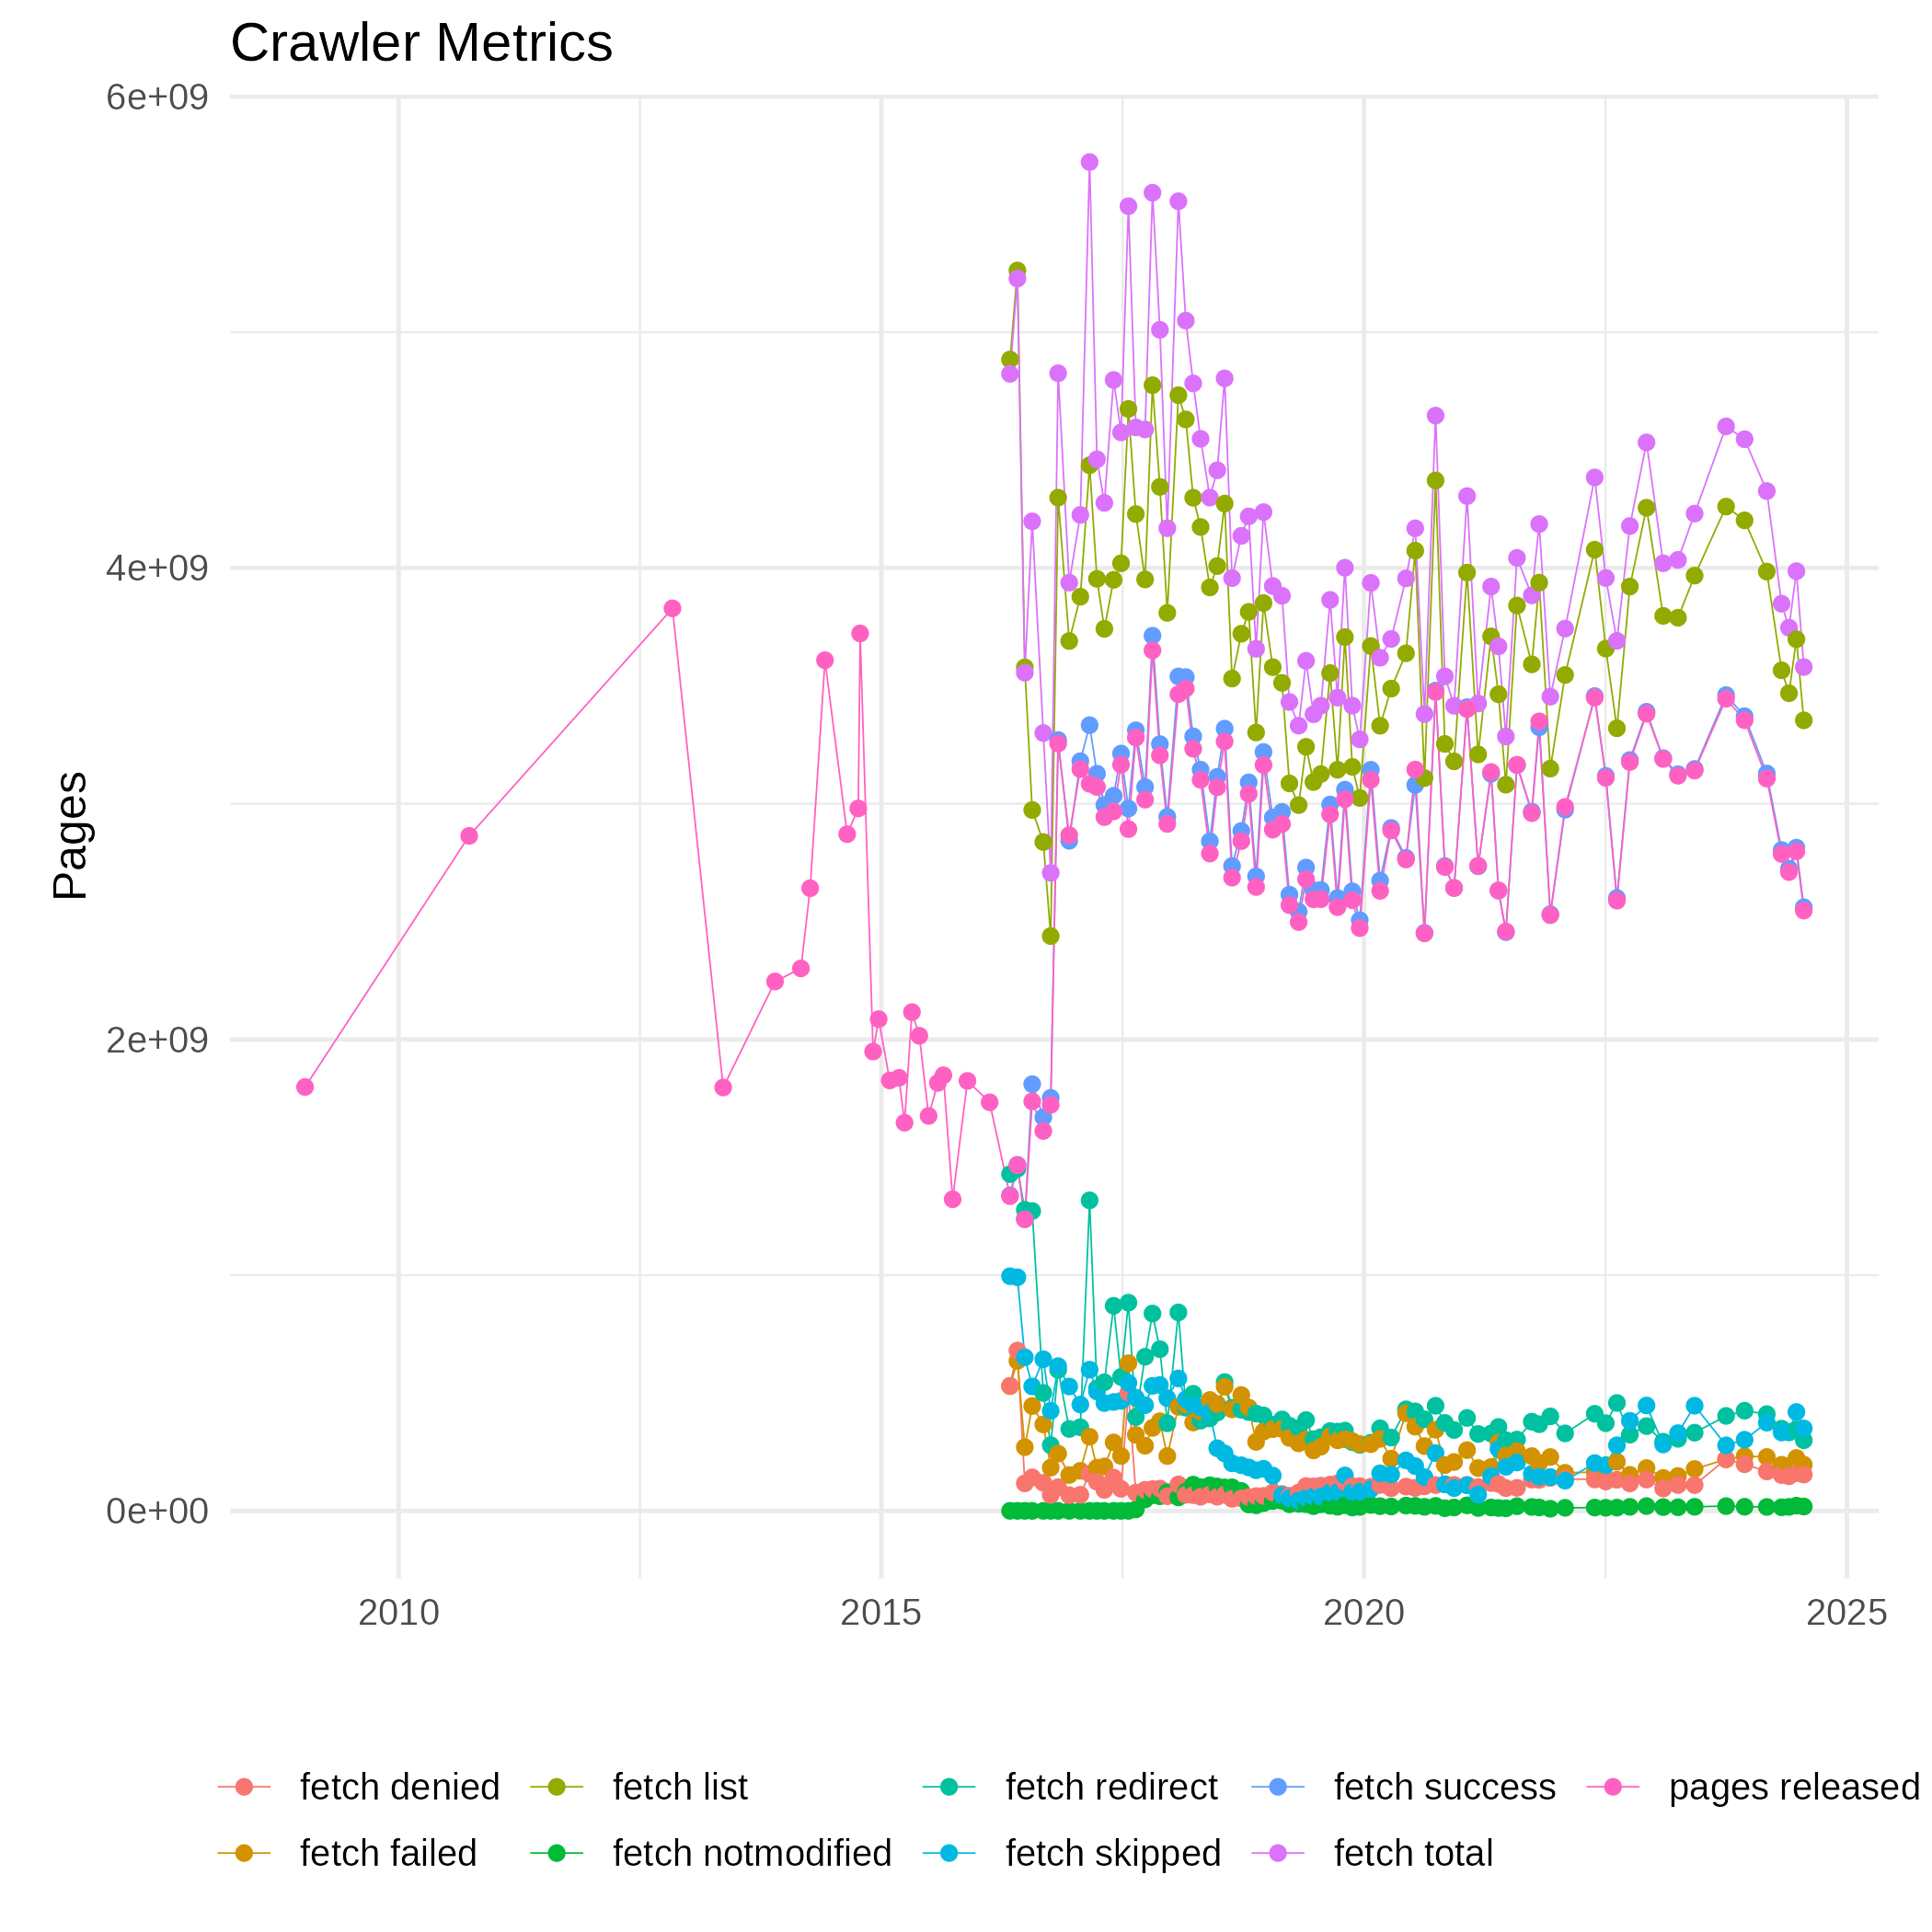 Crawler Metrics
6e+09
4e+09
2e+09
0e+00
Pages
2010 2015 2020 2025
fetch denied fetch list fetch redirect fetch success pages released
fetch failed fetch notmodified fetch skipped fetch total